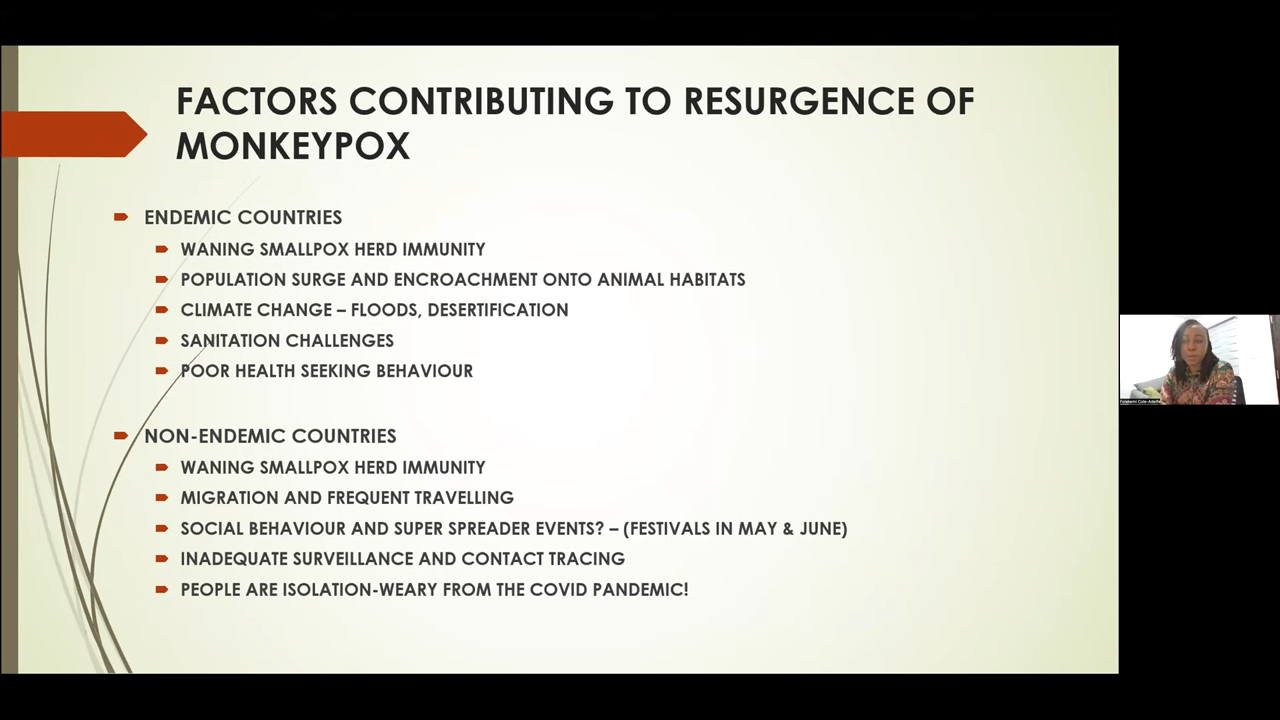 FACTORS CONTRIBUTING TO RESURGENCE OF
MONKEYPOX
ENDEMIC COUNTRIES
WANING SMALLPOX HERD IMMUNITY
POPULATION SURGE AND ENCROACHMENT ONTO ANIMAL HABITATS
CLIMATE CHANGE – FLOODS, DESERTIFICATION
SANITATION CHALLENGES
POOR HEALTH SEEKING BEHAVIOUR
NON-ENDEMIC COUNTRIES
WANING SMALLPOX HERD IMMUNITY
MIGRATION AND FREQUENT TRAVELLING
SOCIAL BEHAVIOUR AND SUPER SPREADER EVENTS? – (FESTIVALS IN MAY & JUNE)
INADEQUATE SURVEILLANCE AND CONTACT TRACING
PEOPLE ARE ISOLATION-WEARY FROM THE COVID PANDEMIC!